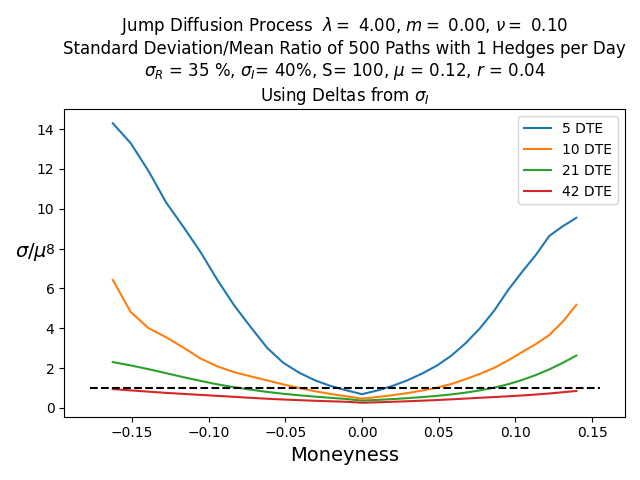 Jump Diffusion Process λ = 4.00, m = 0.00, ν = 0.10
Standard Deviation/Mean Ratio of 500 Paths with 1 Hedges per Day
σ_R = 35 %, σ_I= 40%, S= 100, μ = 0.12, r = 0.04
Using Deltas from σ_I
14
12
10
8
6
4
2
0
σ/μ
5 DTE
10 DTE
21 DTE
42 DTE
−0.15
−0.10
−0.05
0.00
0.05
0.10
0.15
Moneyness